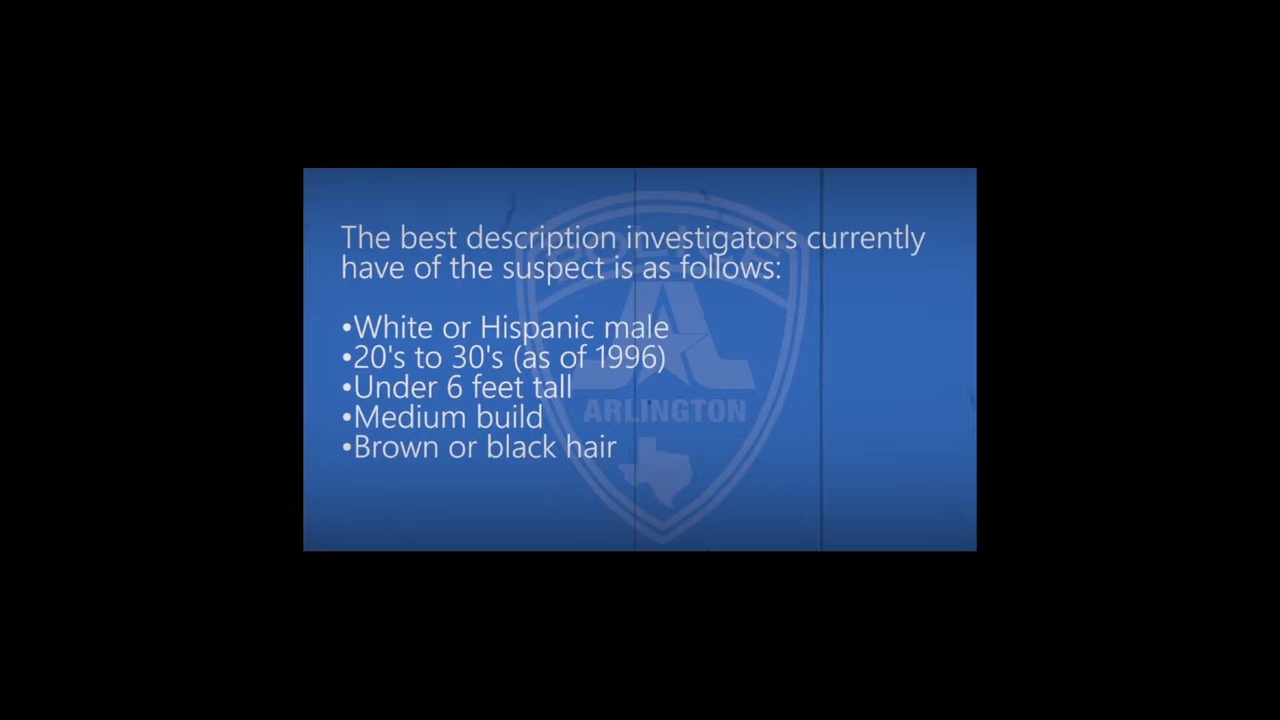 The best description investigators currently
have of the suspect is as follows:
•White or Hispanic male
•20's to 30's (as of 1996)
•Under 6 feet tall
•Medium build
•Brown or black hair
POLICE
ARLINGTON